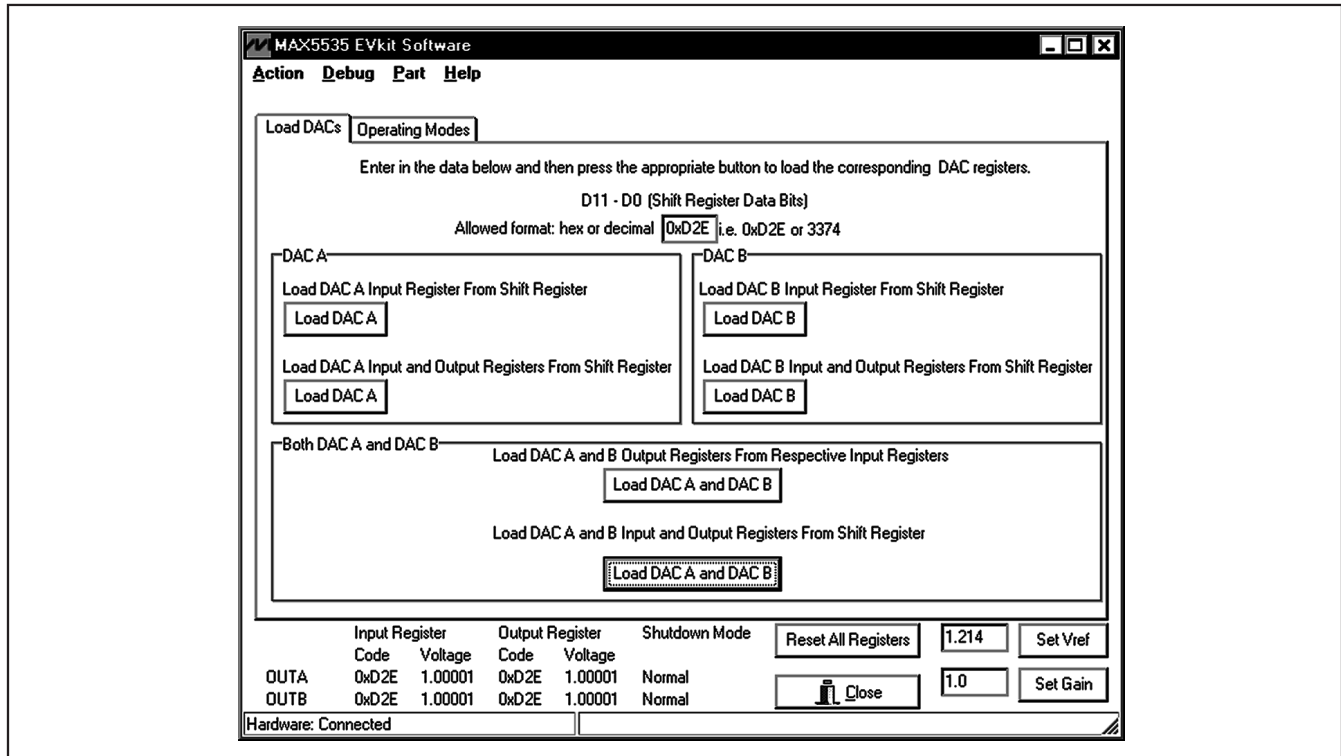 MAX5535 EVkit Software
Action Debug Part Help
Load DACs Operating Modes
Enter in the data below and then press the appropriate button to load the corresponding DAC registers.
D11 - D0 (Shift Register Data Bits)
Allowed format: hex or decimal 0xD2E i.e. 0xD2E or 3374
DAC A
Load DAC A Input Register From Shift Register
Load DAC A
Load DAC A Input and Output Registers From Shift Register
Load DAC A
DAC B
Load DAC B Input Register From Shift Register
Load DAC B
Load DAC B Input and Output Registers From Shift Register
Load DAC B
Both DAC A and DAC B
Load DAC A and B Output Registers From Respective Input Registers
Load DAC A and DAC B
Load DAC A and B Input and Output Registers From Shift Register
Load DAC A and DAC B
Input Register Output Register Shutdown Mode
Code Voltage Code Voltage
OUTA 0xD2E 1.00001 0xD2E 1.00001 Normal
OUTB 0xD2E 1.00001 0xD2E 1.00001 Normal
Reset All Registers 1.214 Set Vref
Close 1.0 Set Gain
Hardware: Connected